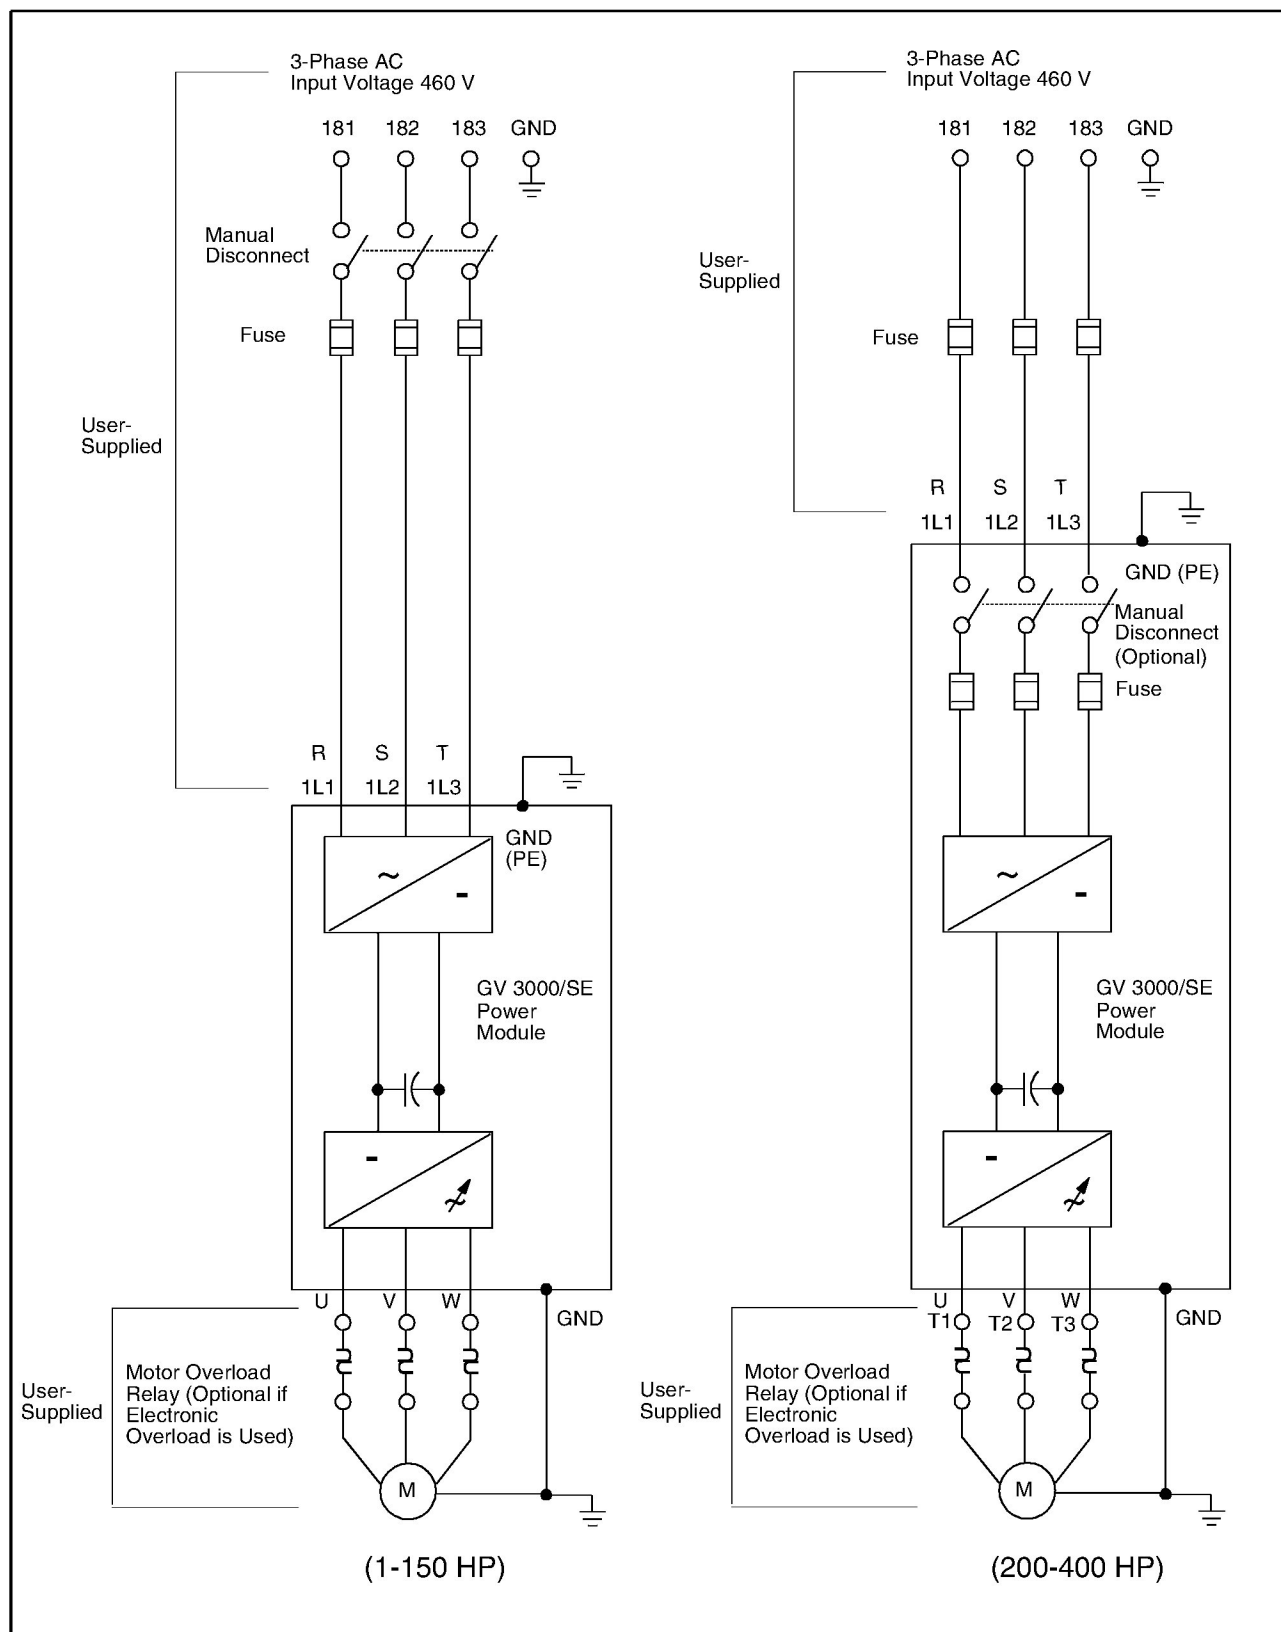 3-Phase AC
Input Voltage 460 V
181 182 183 GND
Manual
Disconnect
Fuse
User-
Supplied
R S T
1L1 1L2 1L3
GND
(PE)
~
-
GV 3000/SE
Power
Module
-
~
U V W
GND
User-
Supplied
Motor Overload
Relay (Optional if
Electronic
Overload is Used)
M
(1-150 HP)
3-Phase AC
Input Voltage 460 V
181 182 183 GND
User-
Supplied
Fuse
R S T
1L1 1L2 1L3
GND (PE)
Manual
Disconnect
(Optional)
Fuse
~
-
GV 3000/SE
Power
Module
-
~
U V W
T1 T2 T3
GND
User-
Supplied
Motor Overload
Relay (Optional if
Electronic
Overload is Used)
M
(200-400 HP)